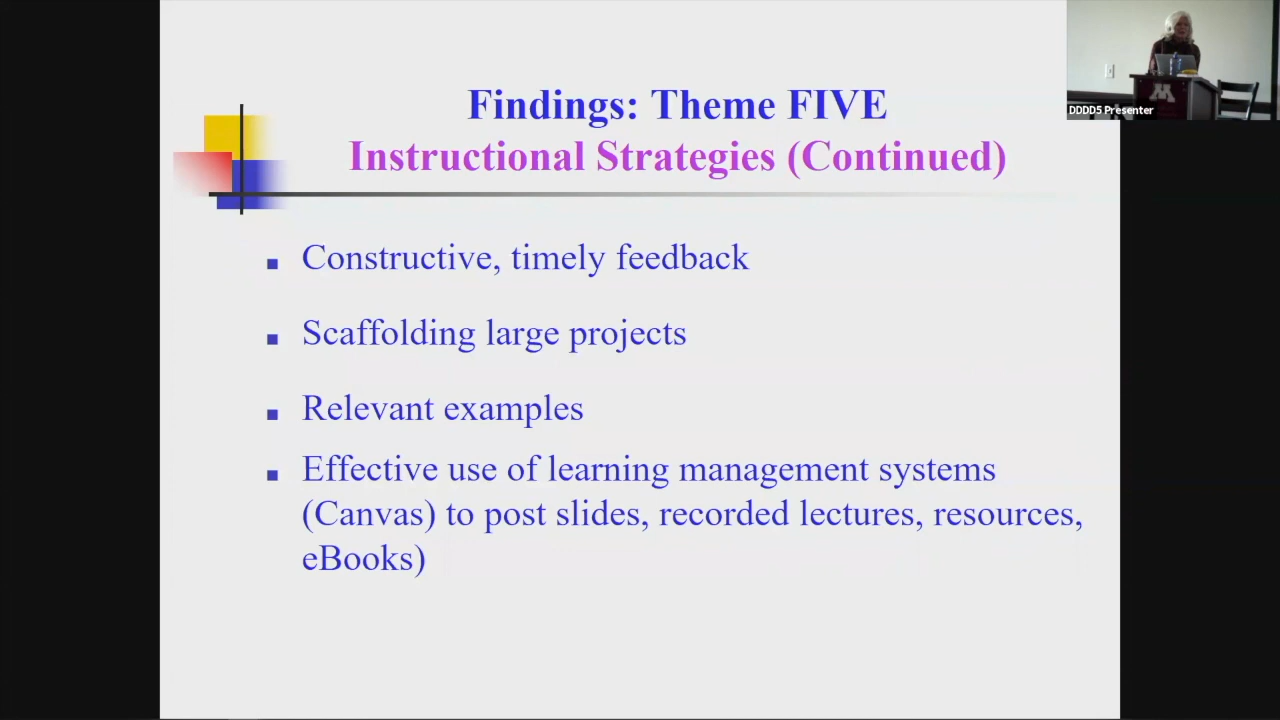 Findings: Theme FIVE
Instructional Strategies (Continued)
Constructive, timely feedback
Scaffolding large projects
Relevant examples
Effective use of learning management systems
(Canvas) to post slides, recorded lectures, resources,
eBooks)
M
DDDD5 Presenter